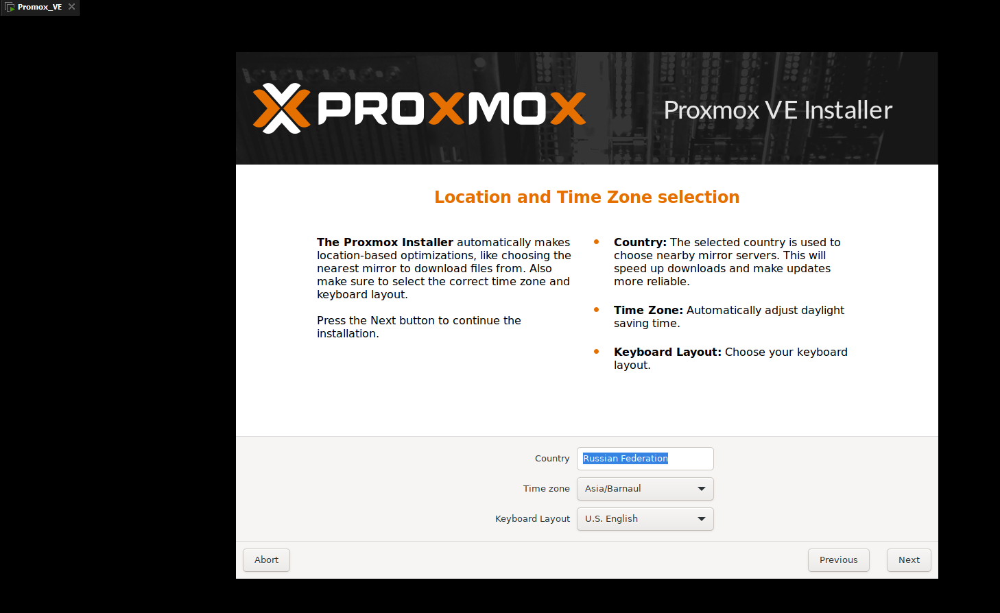 Promox_VE
PROXMOX
Proxmox VE Installer
Location and Time Zone selection
The Proxmox Installer automatically makes
location-based optimizations, like choosing the
nearest mirror to download files from. Also
make sure to select the correct time zone and
keyboard layout.
Press the Next button to continue the
installation.
Country: The selected country is used to
choose nearby mirror servers. This will
speed up downloads and make updates
more reliable.
Time Zone: Automatically adjust daylight
saving time.
Keyboard Layout: Choose your keyboard
layout.
Country Russian Federation
Time zone Asia/Barnaul
Keyboard Layout U.S. English
Abort Previous Next